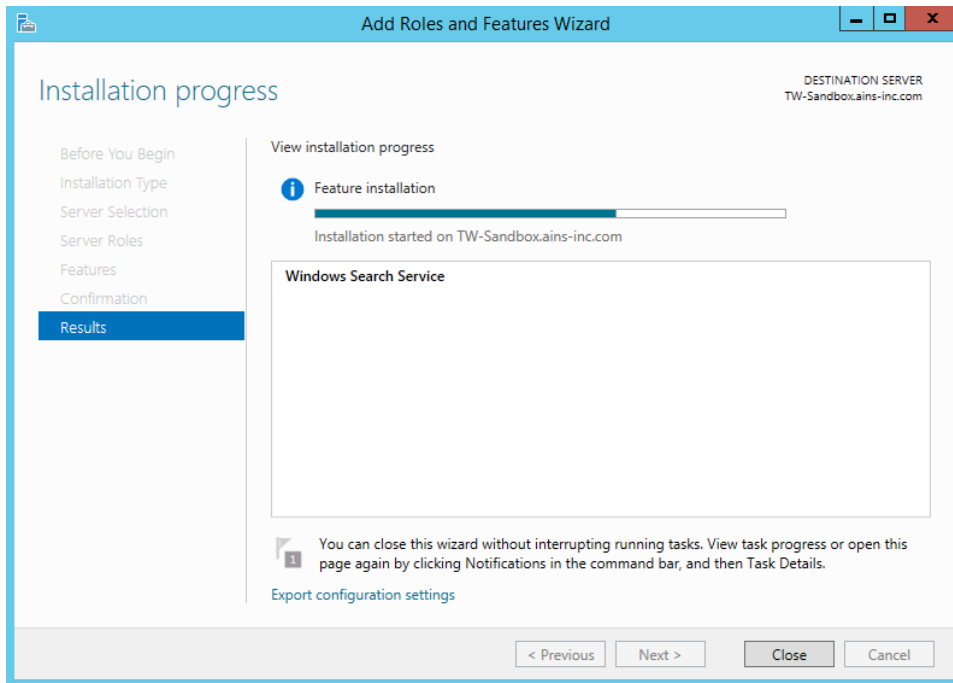 Add Roles and Features Wizard
Installation progress
DESTINATION SERVER
TW-Sandbox.ains-inc.com
Before You Begin
Installation Type
Server Selection
Server Roles
Features
Confirmation
Results
View installation progress
Feature installation
Installation started on TW-Sandbox.ains-inc.com
Windows Search Service
1
You can close this wizard without interrupting running tasks. View task progress or open this
page again by clicking Notifications in the command bar, and then Task Details.
Export configuration settings
< Previous
Next >
Close
Cancel